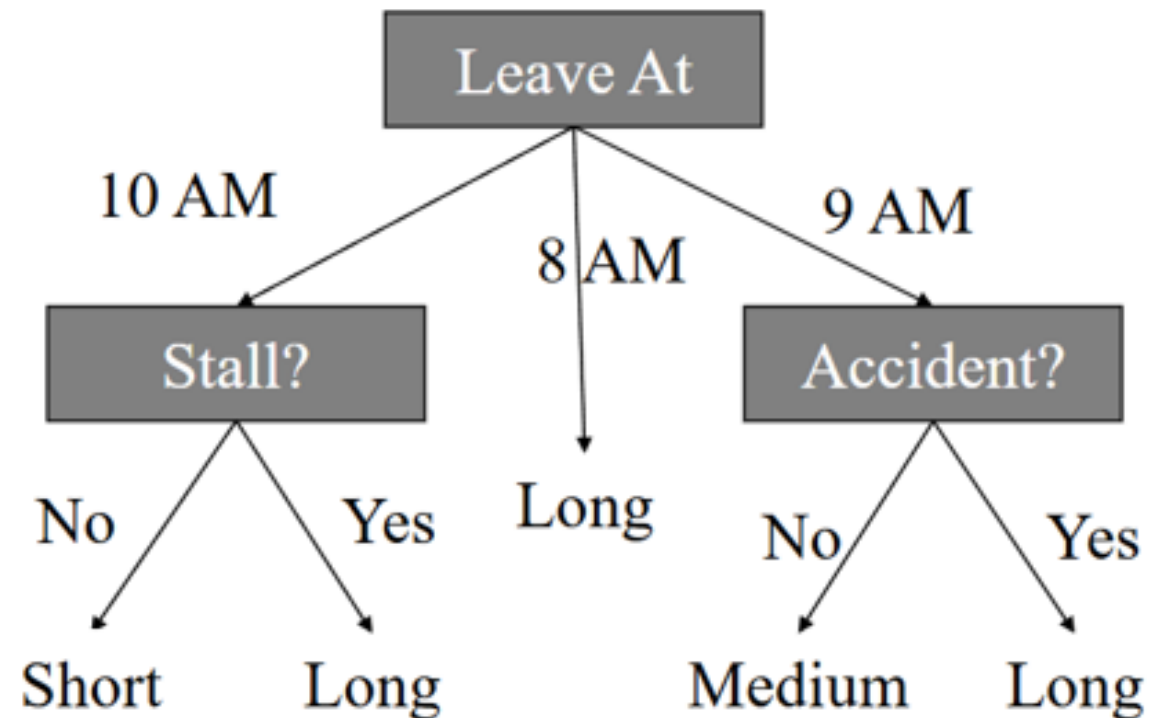 Leave At
10 AM
8 AM
9 AM
Stall?
Accident?
No
Yes
Long
No
Yes
Short
Long
Medium
Long